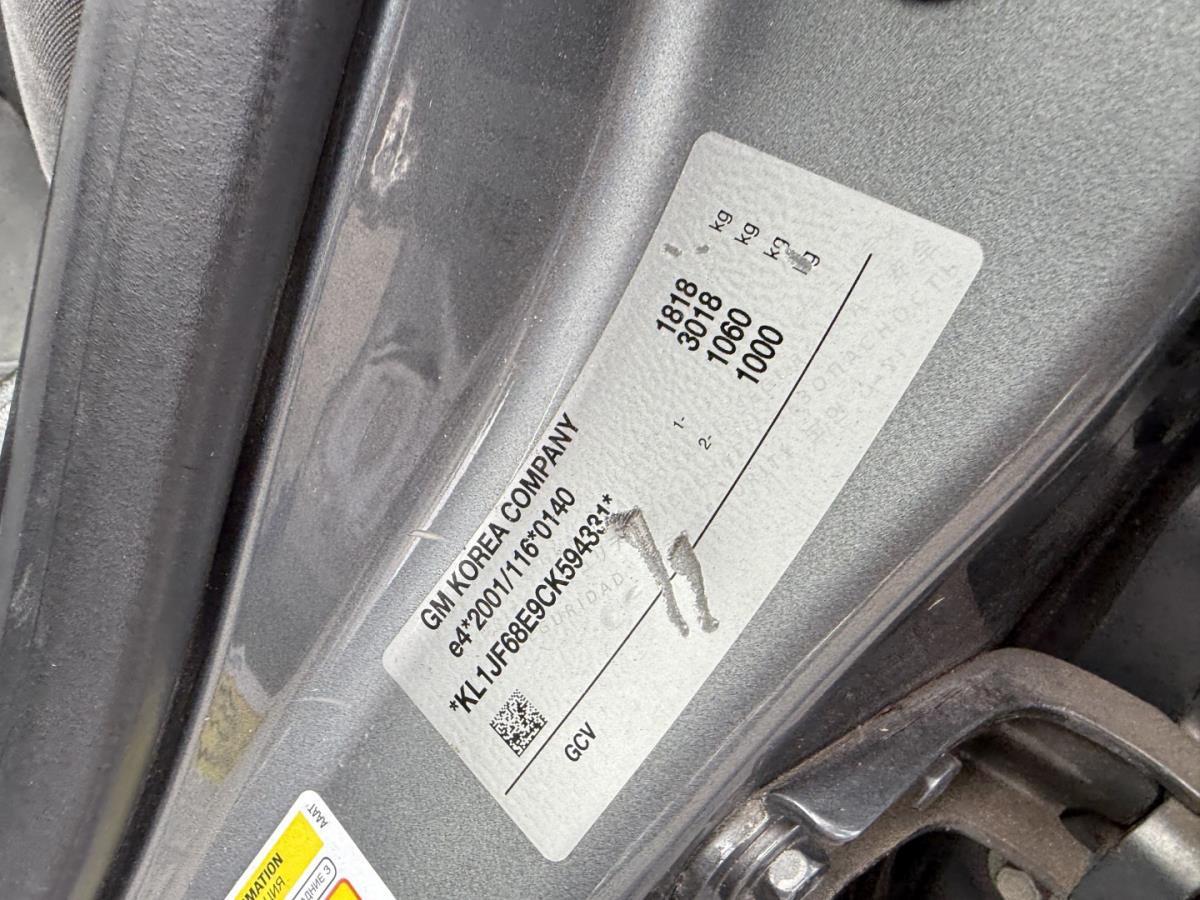 GM KOREA COMPANY
e4*2001/116*0140
*KL1JF68E9CK594331*
1818 kg
3018 kg
1- 1060 kg
2- 1000 kg
GCV
AAAT